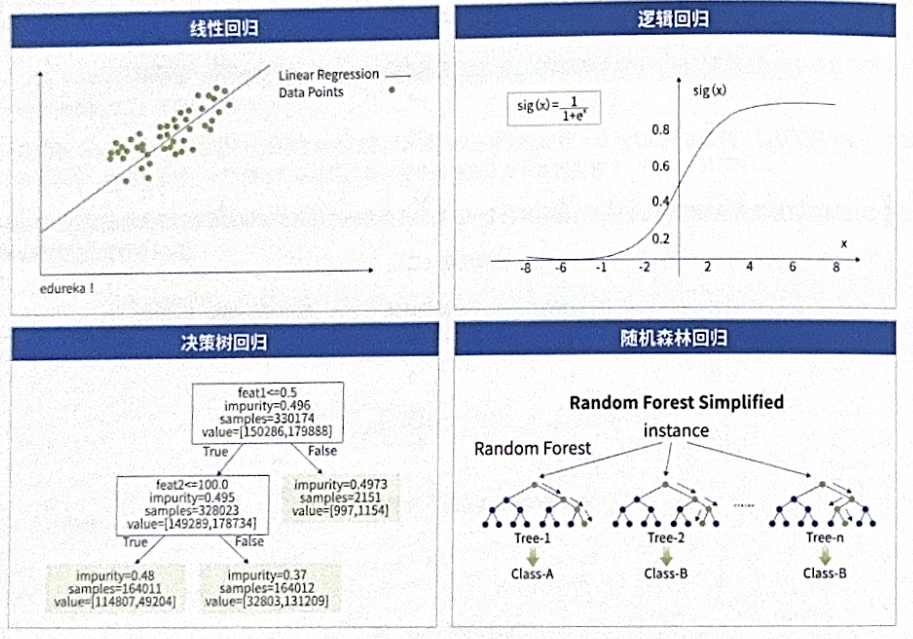 线性回归
Linear Regression
Data Points
edureka !
逻辑回归
sig(x)
sig(x)=1/1+eˣ
0.8
0.6
0.4
0.2
x
-8 -6 -1 -2 2 4 6 8
决策树回归
feat1<=0.5
impurity=0.496
samples=330174
value=[150286,179888]
True False
feat2<=100.0
impurity=0.495
samples=328023
value=[149289,178734]
impurity=0.4973
samples=2151
value=[997,1154]
True False
impurity=0.48
samples=164011
value=[114807,49204]
impurity=0.37
samples=164012
value=[32803,131209]
随机森林回归
Random Forest Simplified
instance
Random Forest
......
Tree-1 Tree-2 Tree-n
Class-A Class-B Class-B